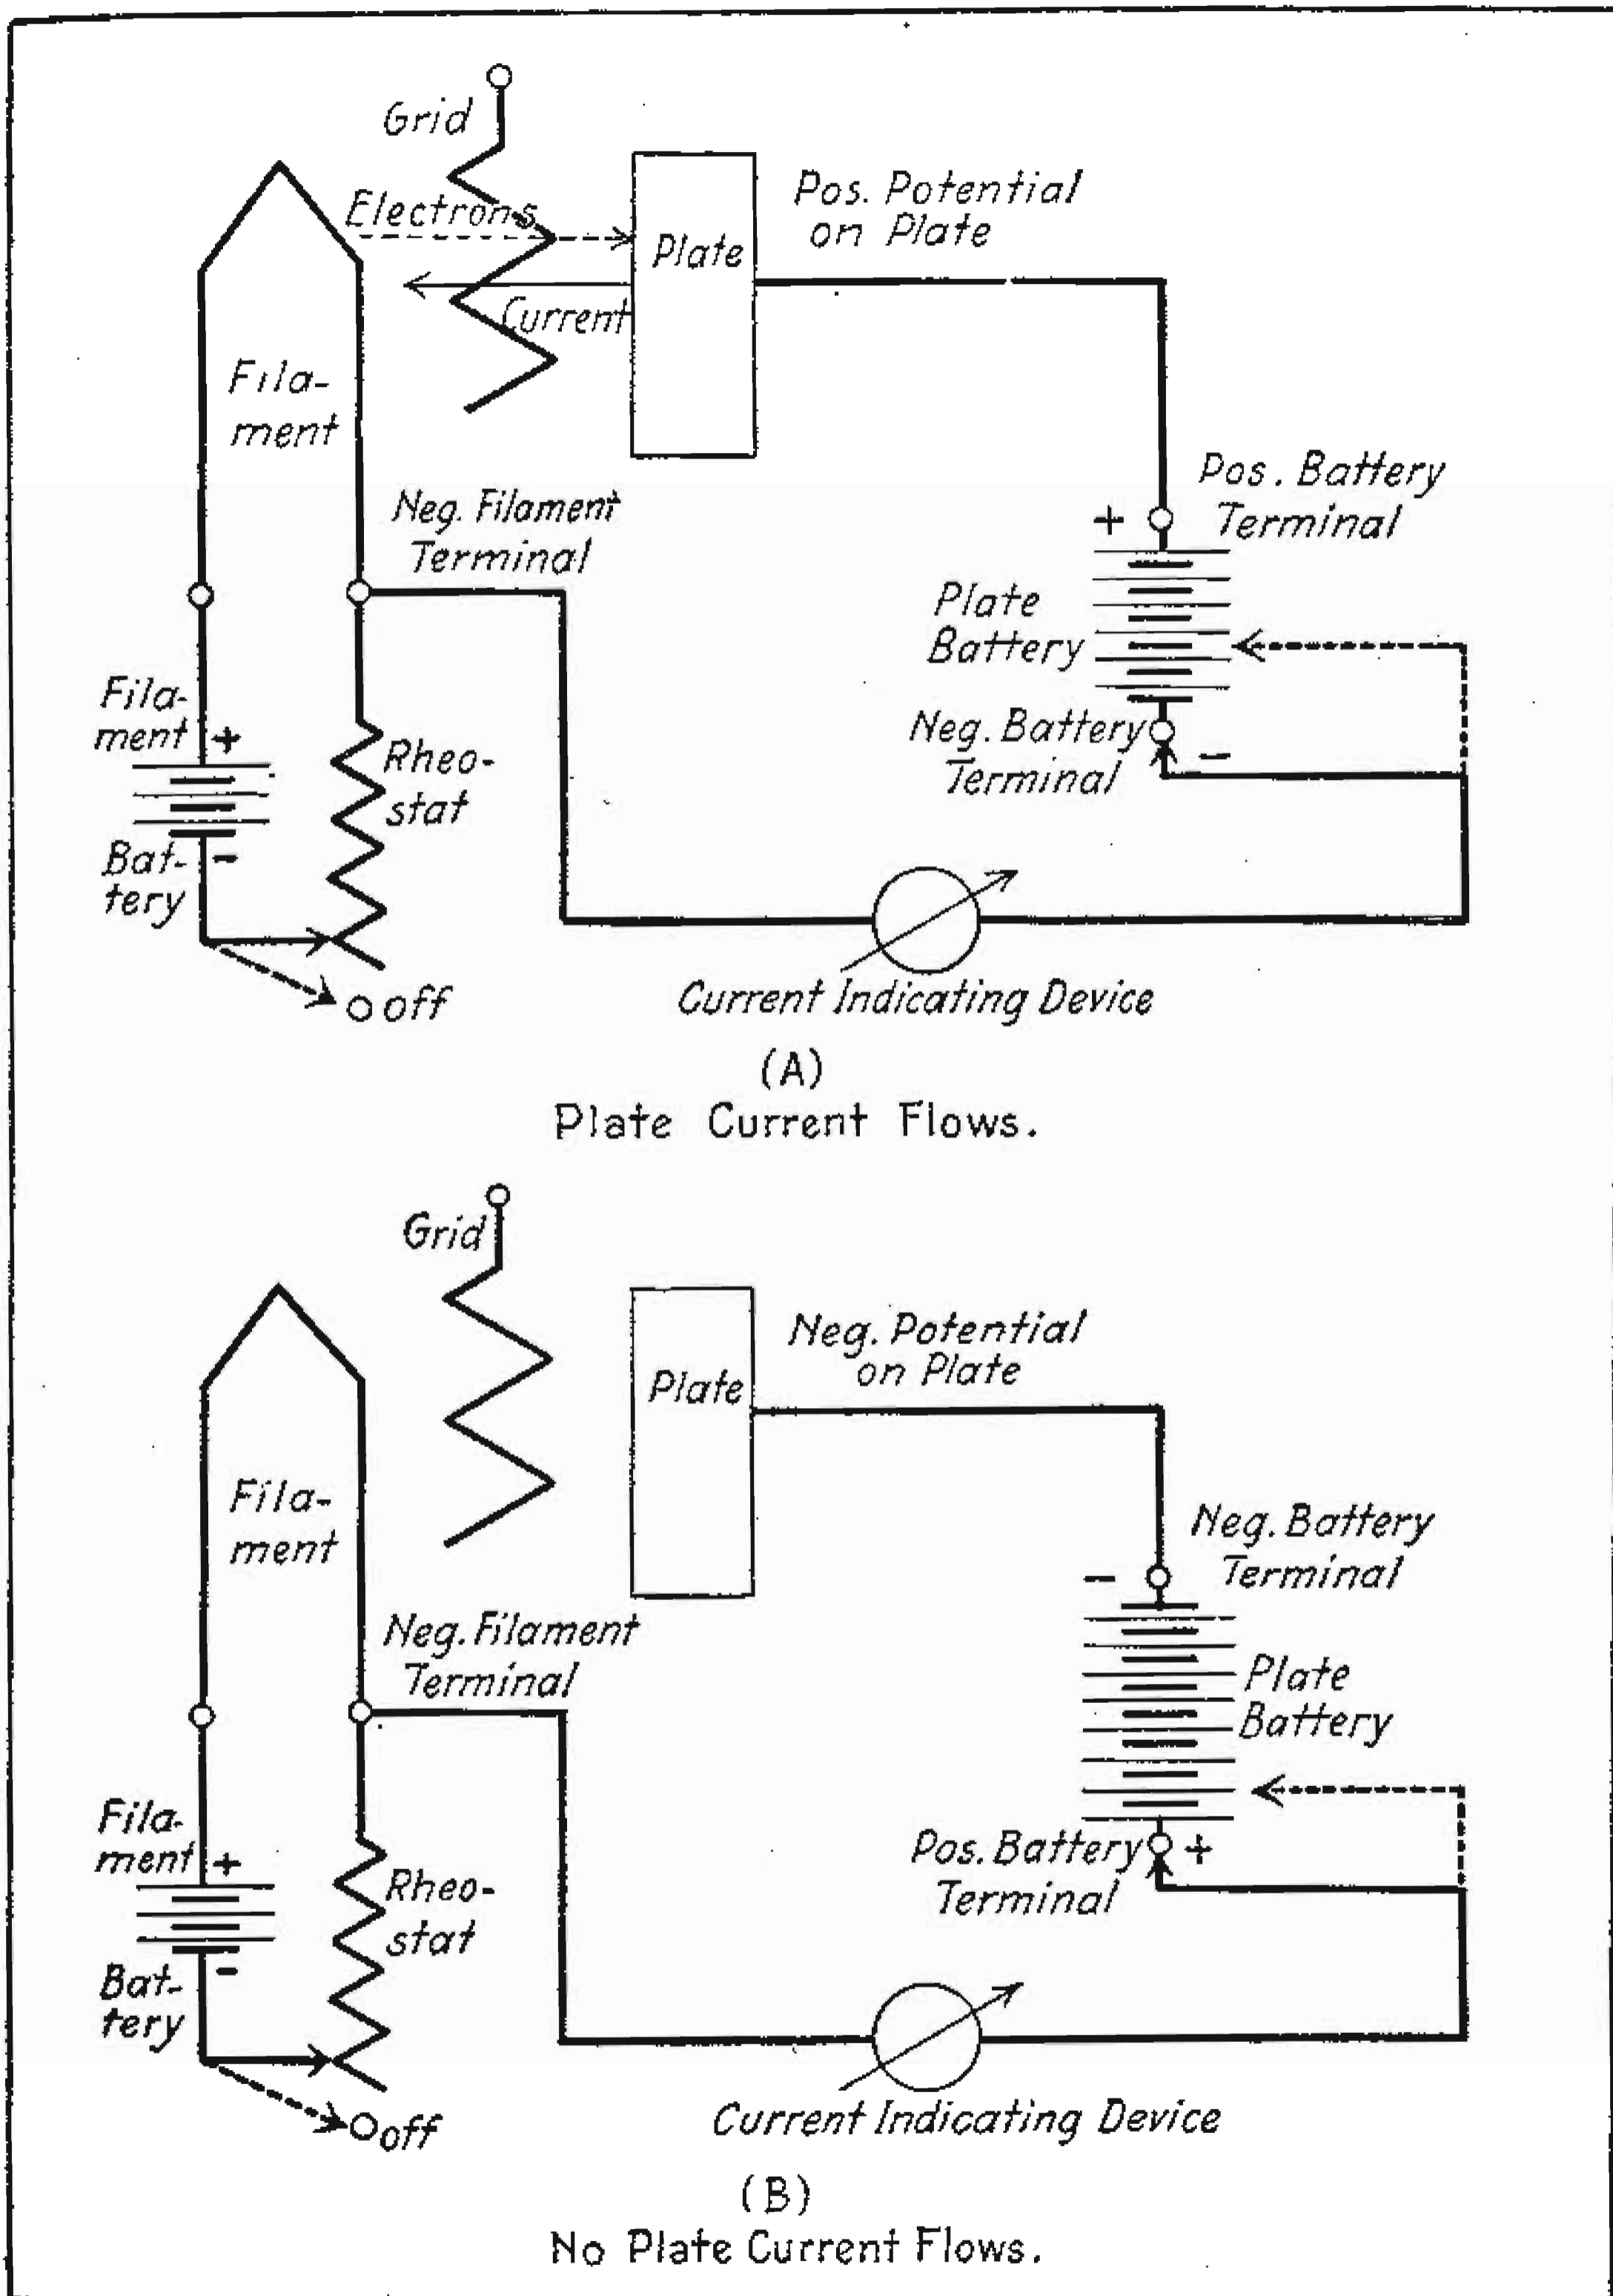 Grid
Electrons
Pos. Potential
on Plate
Plate
Current
Fila-
ment
Pos. Battery
Terminal
+
Neg. Filament
Terminal
Plate
Battery
Fila-
ment +
Neg. Battery
Terminal
-
Rheo-
stat
Bat-
tery
-
off
Current Indicating Device
(A)
Plate Current Flows.
Grid
Neg. Potential
on Plate
Plate
Fila-
ment
Neg. Battery
Terminal
-
Neg. Filament
Terminal
Plate
Battery
Fila-
ment +
Pos. Battery +
Terminal
Rheo-
stat
Bat-
tery
-
off
Current Indicating Device
(B)
No Plate Current Flows.